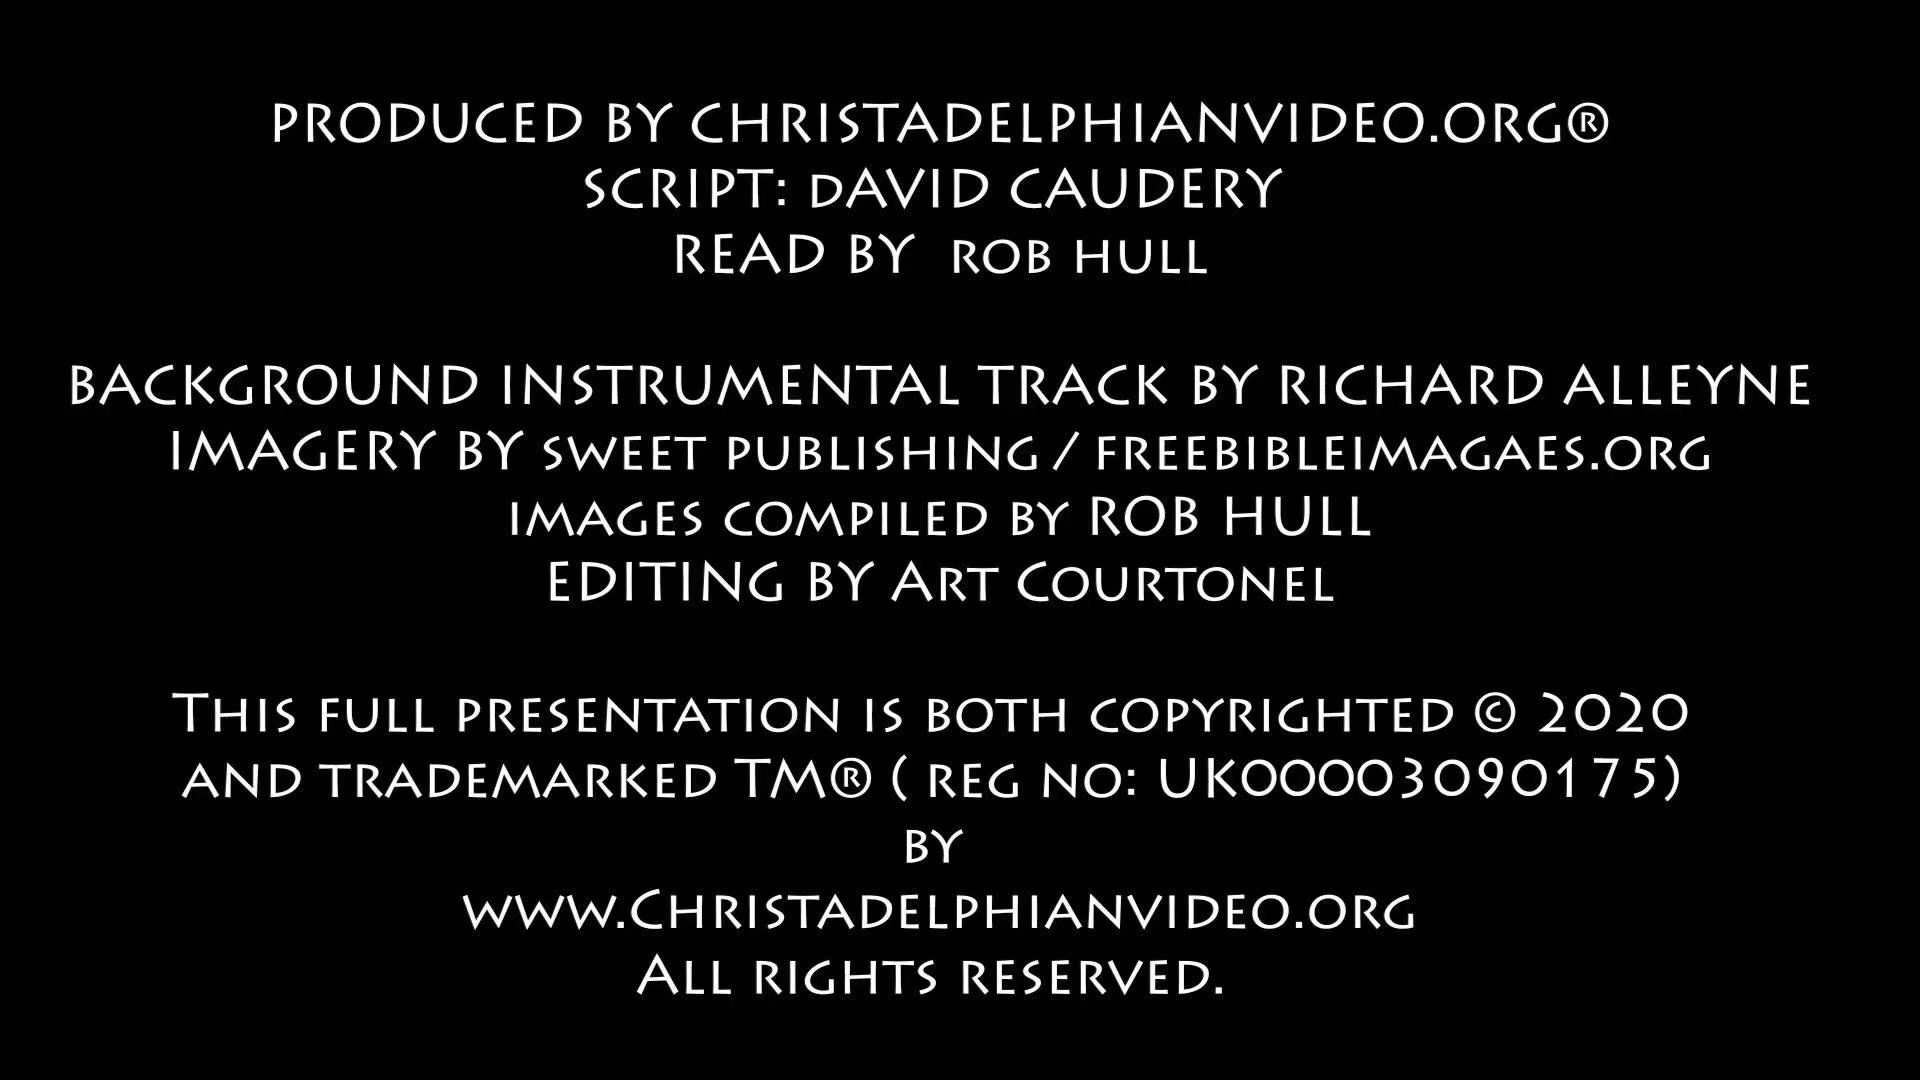 PRODUCED BY CHRISTADELPHIANVIDEO.ORG®
SCRIPT: dAVID CAUDERY
READ BY rob hull
BACKGROUND INSTRUMENTAL TRACK BY RICHARD ALLEYNE
IMAGERY BY sweet publishing / freebibleimagaes.org
images compiled by ROB HULL
EDITING BY Art Courtonel
This full presentation is both copyrighted © 2020
and trademarked TM® ( reg no: UK00003090175)
by
www.Christadelphianvideo.org
All rights reserved.